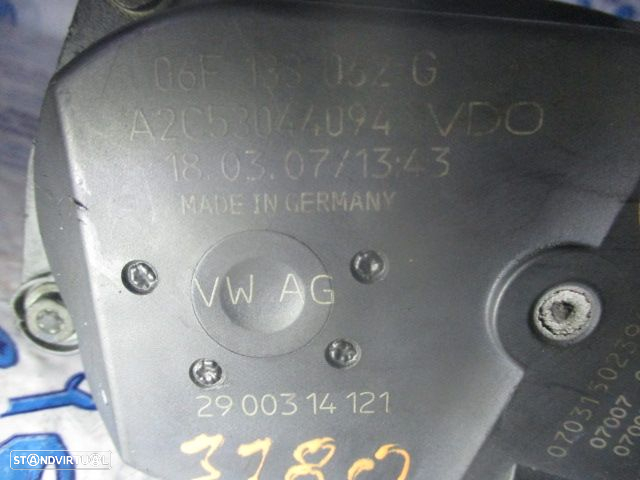 06F 133 062 G
A2C53044094 VDO
18.03.07/13:43
MADE IN GERMANY
VW AG
29 003 14 121
3780
07007
STANDVIRTUAL